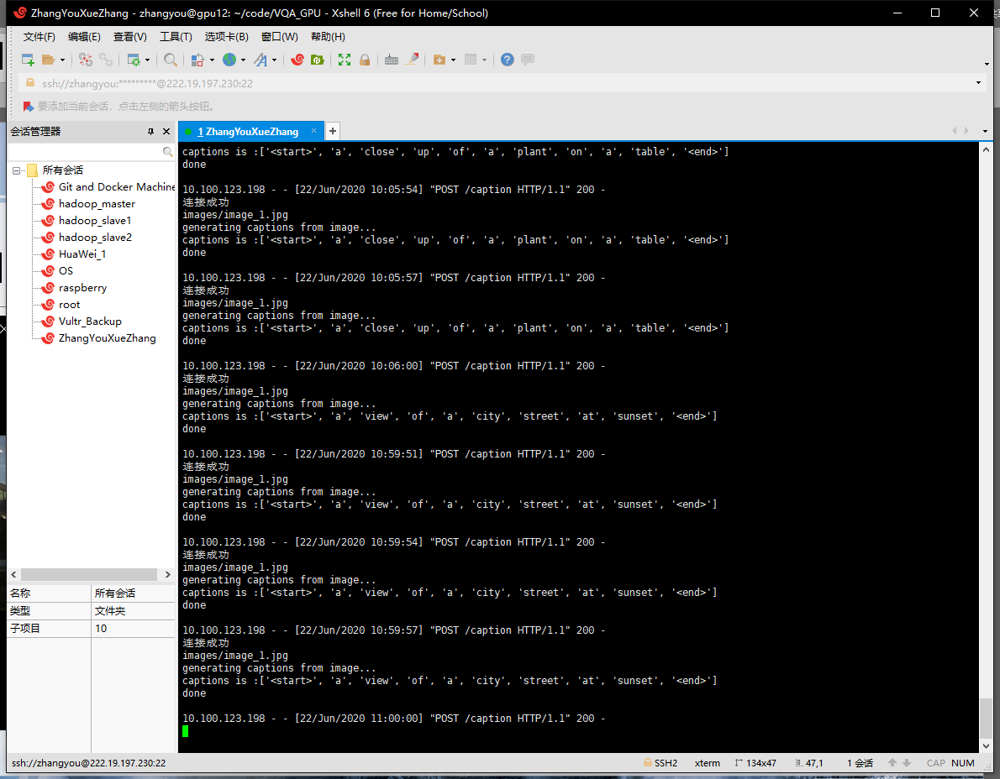 ZhangYouXueZhang - zhangyou@gpu12: ~/code/VQA_GPU - Xshell 6 (Free for Home/School)
文件(F) 编辑(E) 查看(V) 工具(T) 选项卡(B) 窗口(W) 帮助(H)
ssh://zhangyou:*********@222.19.197.230:22
要添加当前会话，点击左侧的箭头按钮。
会话管理器
1 ZhangYouXueZhang
所有会话
Git and Docker Machine
hadoop_master
hadoop_slave1
hadoop_slave2
HuaWei_1
OS
raspberry
root
Vultr_Backup
ZhangYouXueZhang
名称 所有会话
类型 文件夹
子项目 10
captions is :['<start>', 'a', 'close', 'up', 'of', 'a', 'plant', 'on', 'a', 'table', '<end>']
done
10.100.123.198 - - [22/Jun/2020 10:05:54] "POST /caption HTTP/1.1" 200 -
连接成功
images/image_1.jpg
generating captions from image...
captions is :['<start>', 'a', 'close', 'up', 'of', 'a', 'plant', 'on', 'a', 'table', '<end>']
done
10.100.123.198 - - [22/Jun/2020 10:05:57] "POST /caption HTTP/1.1" 200 -
连接成功
images/image_1.jpg
generating captions from image...
captions is :['<start>', 'a', 'close', 'up', 'of', 'a', 'plant', 'on', 'a', 'table', '<end>']
done
10.100.123.198 - - [22/Jun/2020 10:06:00] "POST /caption HTTP/1.1" 200 -
连接成功
images/image_1.jpg
generating captions from image...
captions is :['<start>', 'a', 'view', 'of', 'a', 'city', 'street', 'at', 'sunset', '<end>']
done
10.100.123.198 - - [22/Jun/2020 10:59:51] "POST /caption HTTP/1.1" 200 -
连接成功
images/image_1.jpg
generating captions from image...
captions is :['<start>', 'a', 'view', 'of', 'a', 'city', 'street', 'at', 'sunset', '<end>']
done
10.100.123.198 - - [22/Jun/2020 10:59:54] "POST /caption HTTP/1.1" 200 -
连接成功
images/image_1.jpg
generating captions from image...
captions is :['<start>', 'a', 'view', 'of', 'a', 'city', 'street', 'at', 'sunset', '<end>']
done
10.100.123.198 - - [22/Jun/2020 10:59:57] "POST /caption HTTP/1.1" 200 -
连接成功
images/image_1.jpg
generating captions from image...
captions is :['<start>', 'a', 'view', 'of', 'a', 'city', 'street', 'at', 'sunset', '<end>']
done
10.100.123.198 - - [22/Jun/2020 11:00:00] "POST /caption HTTP/1.1" 200 -
ssh://zhangyou@222.19.197.230:22 SSH2 xterm 134x47 47,1 1 会话 CAP NUM